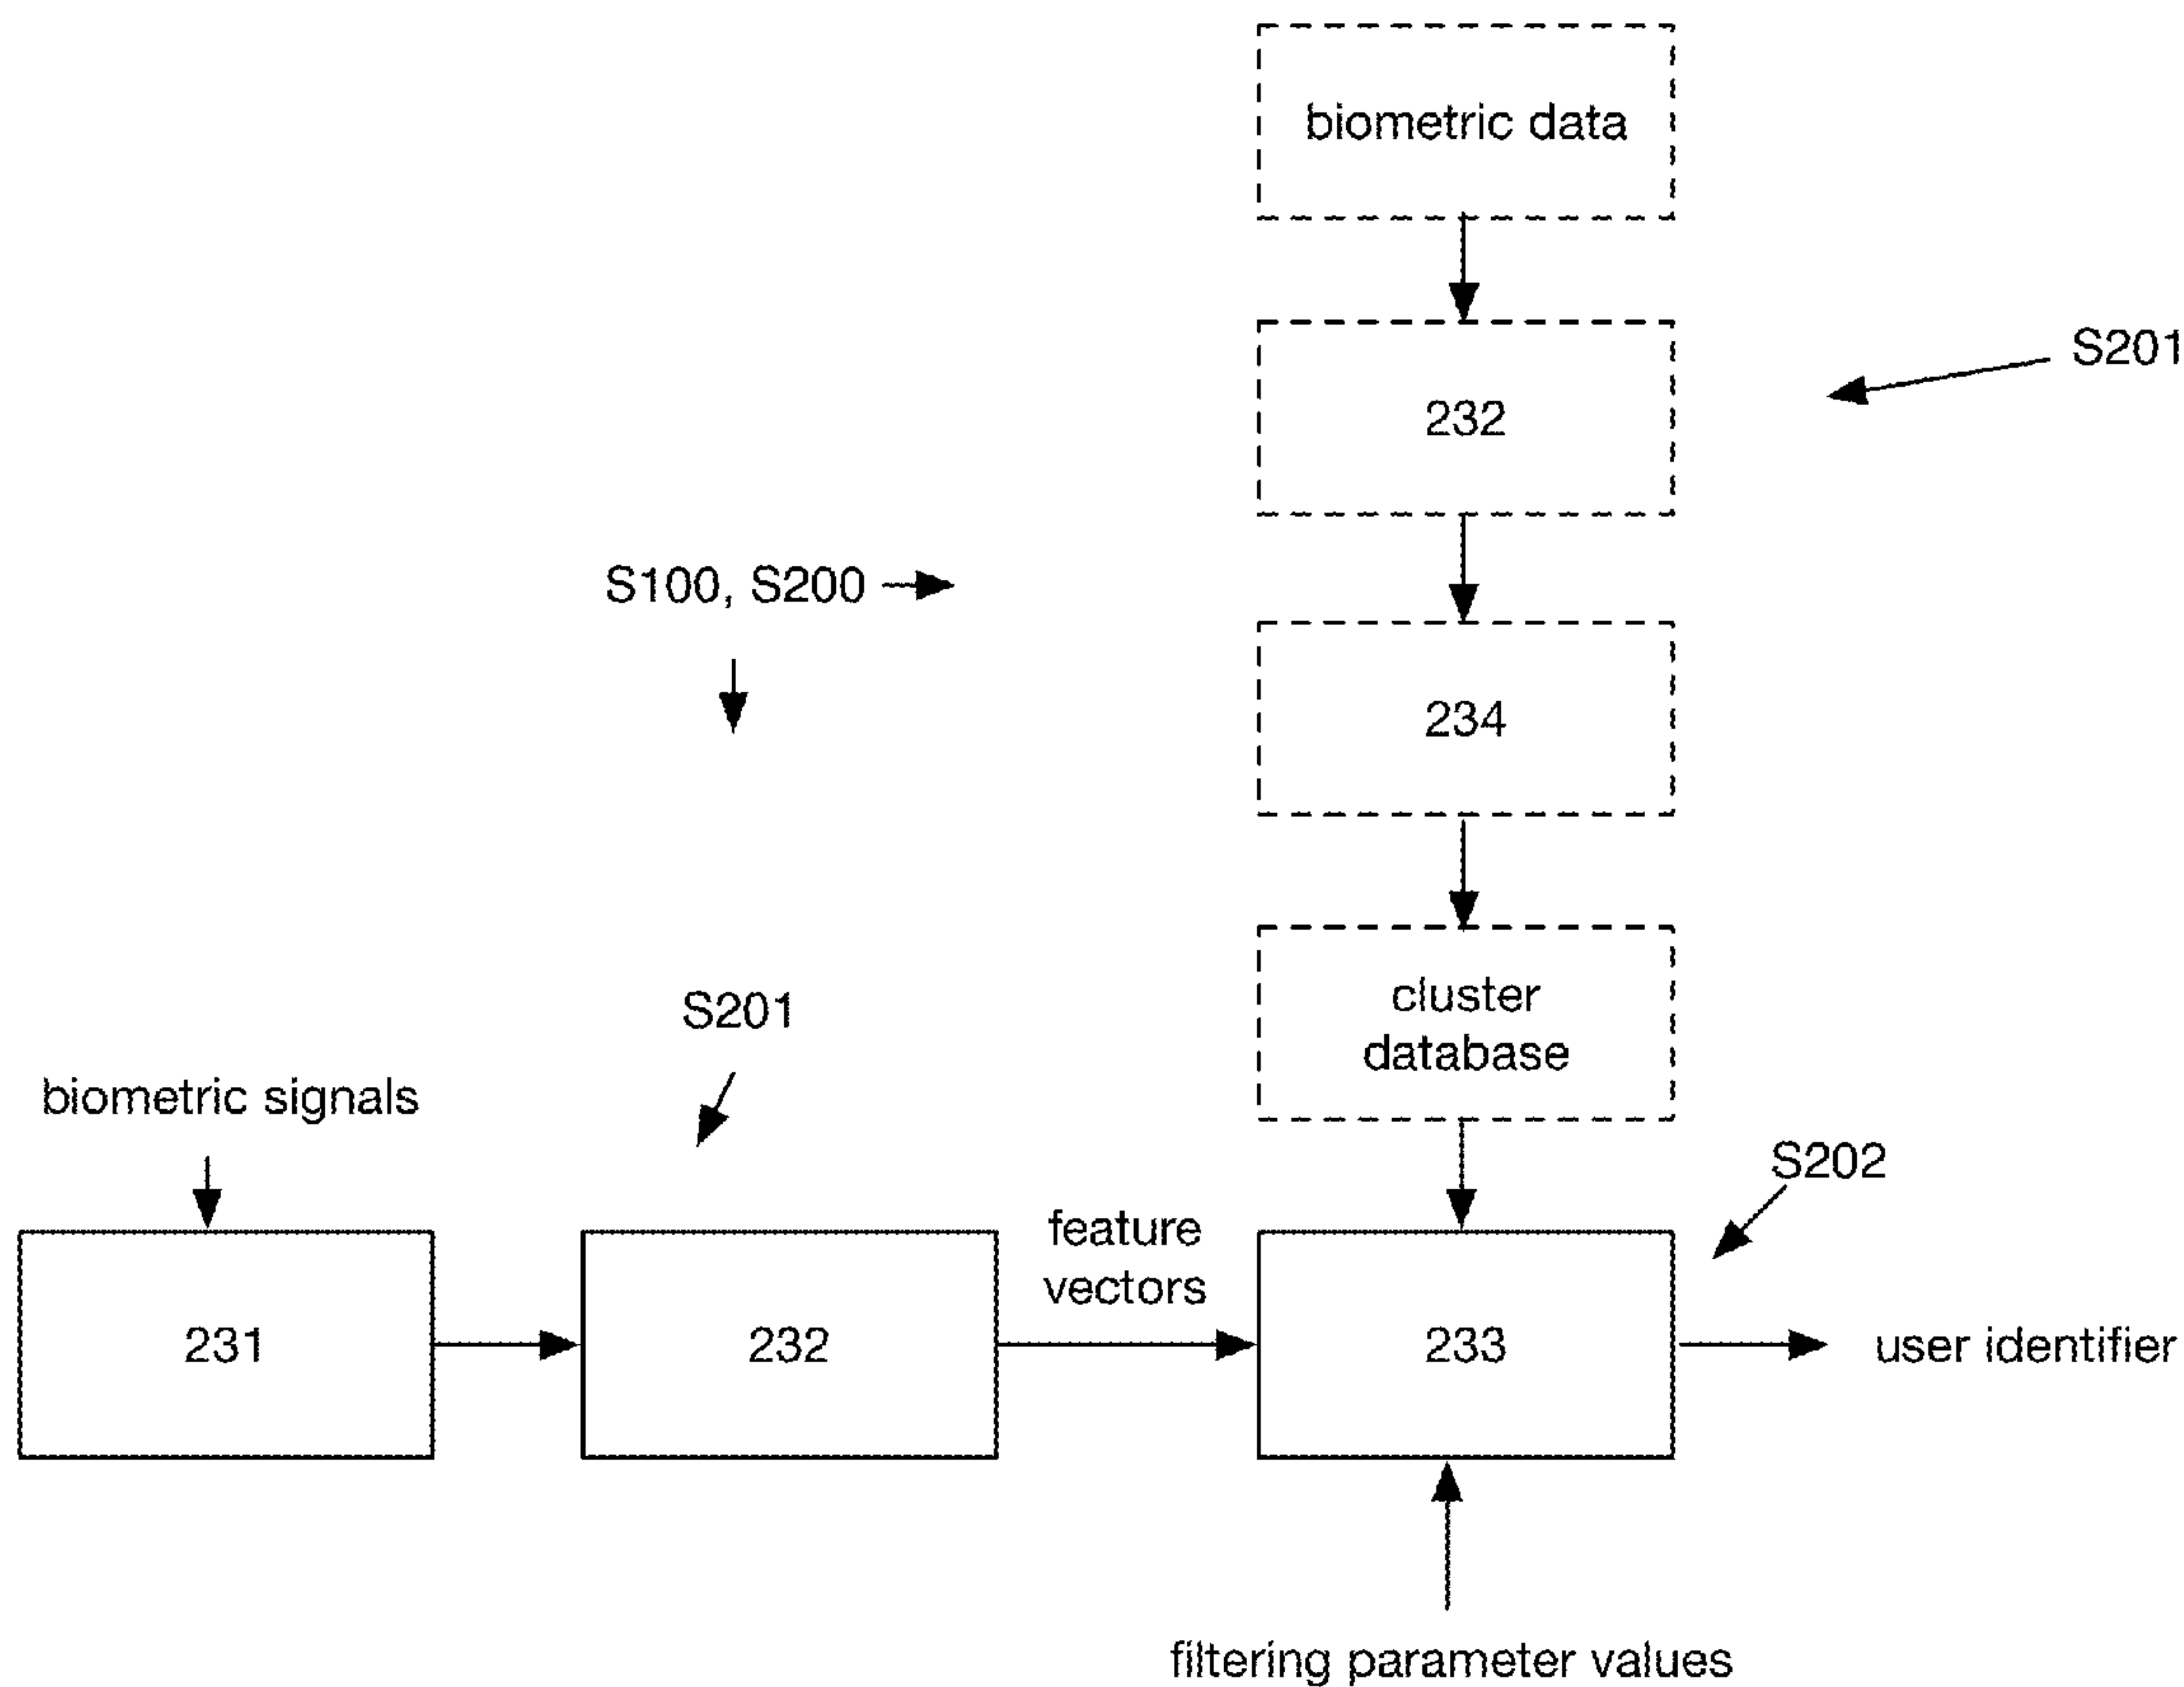 biometric data
S201
232
S100, S200
234
cluster
database
S201
biometric signals
S202
feature
vectors
231
232
233
user identifier
filtering parameter values